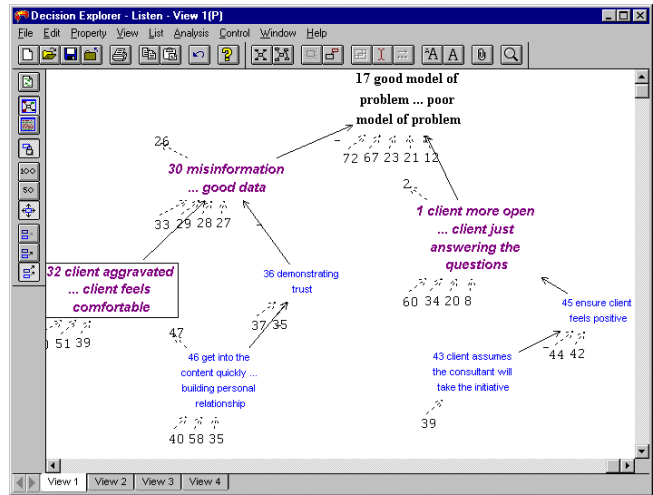 Decision Explorer - Listen - View 1(P)
File Edit Property View List Analysis Control Window Help
100
50
17 good model of
problem ... poor
model of problem
26
- 72 67 23 21 12
30 misinformation
... good data
2
1 client more open
... client just
answering the
questions
33 29 28 27 -
32 client aggravated
... client feels
comfortable
36 demonstrating
trust
60 34 20 8
45 ensure client
feels positive
37 -35
51 39
47
46 get into the
content quickly ...
building personal
relationship
43 client assumes
the consultant will
take the initiative
-44 42
39
40 58 35
View 1 View 2 View 3 View 4